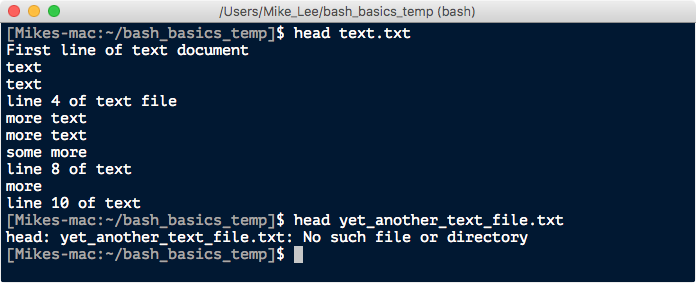 /Users/Mike_Lee/bash_basics_temp (bash)
[Mikes-mac:~/bash_basics_temp]$ head text.txt
First line of text document
text
text
line 4 of text file
more text
more text
some more
line 8 of text
more
line 10 of text
[Mikes-mac:~/bash_basics_temp]$ head yet_another_text_file.txt
head: yet_another_text_file.txt: No such file or directory
[Mikes-mac:~/bash_basics_temp]$